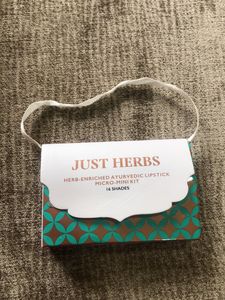 JUST HERBS
HERB-ENRICHED AYURVEDIC LIPSTICK
MICRO-MINI KIT
16 SHADES